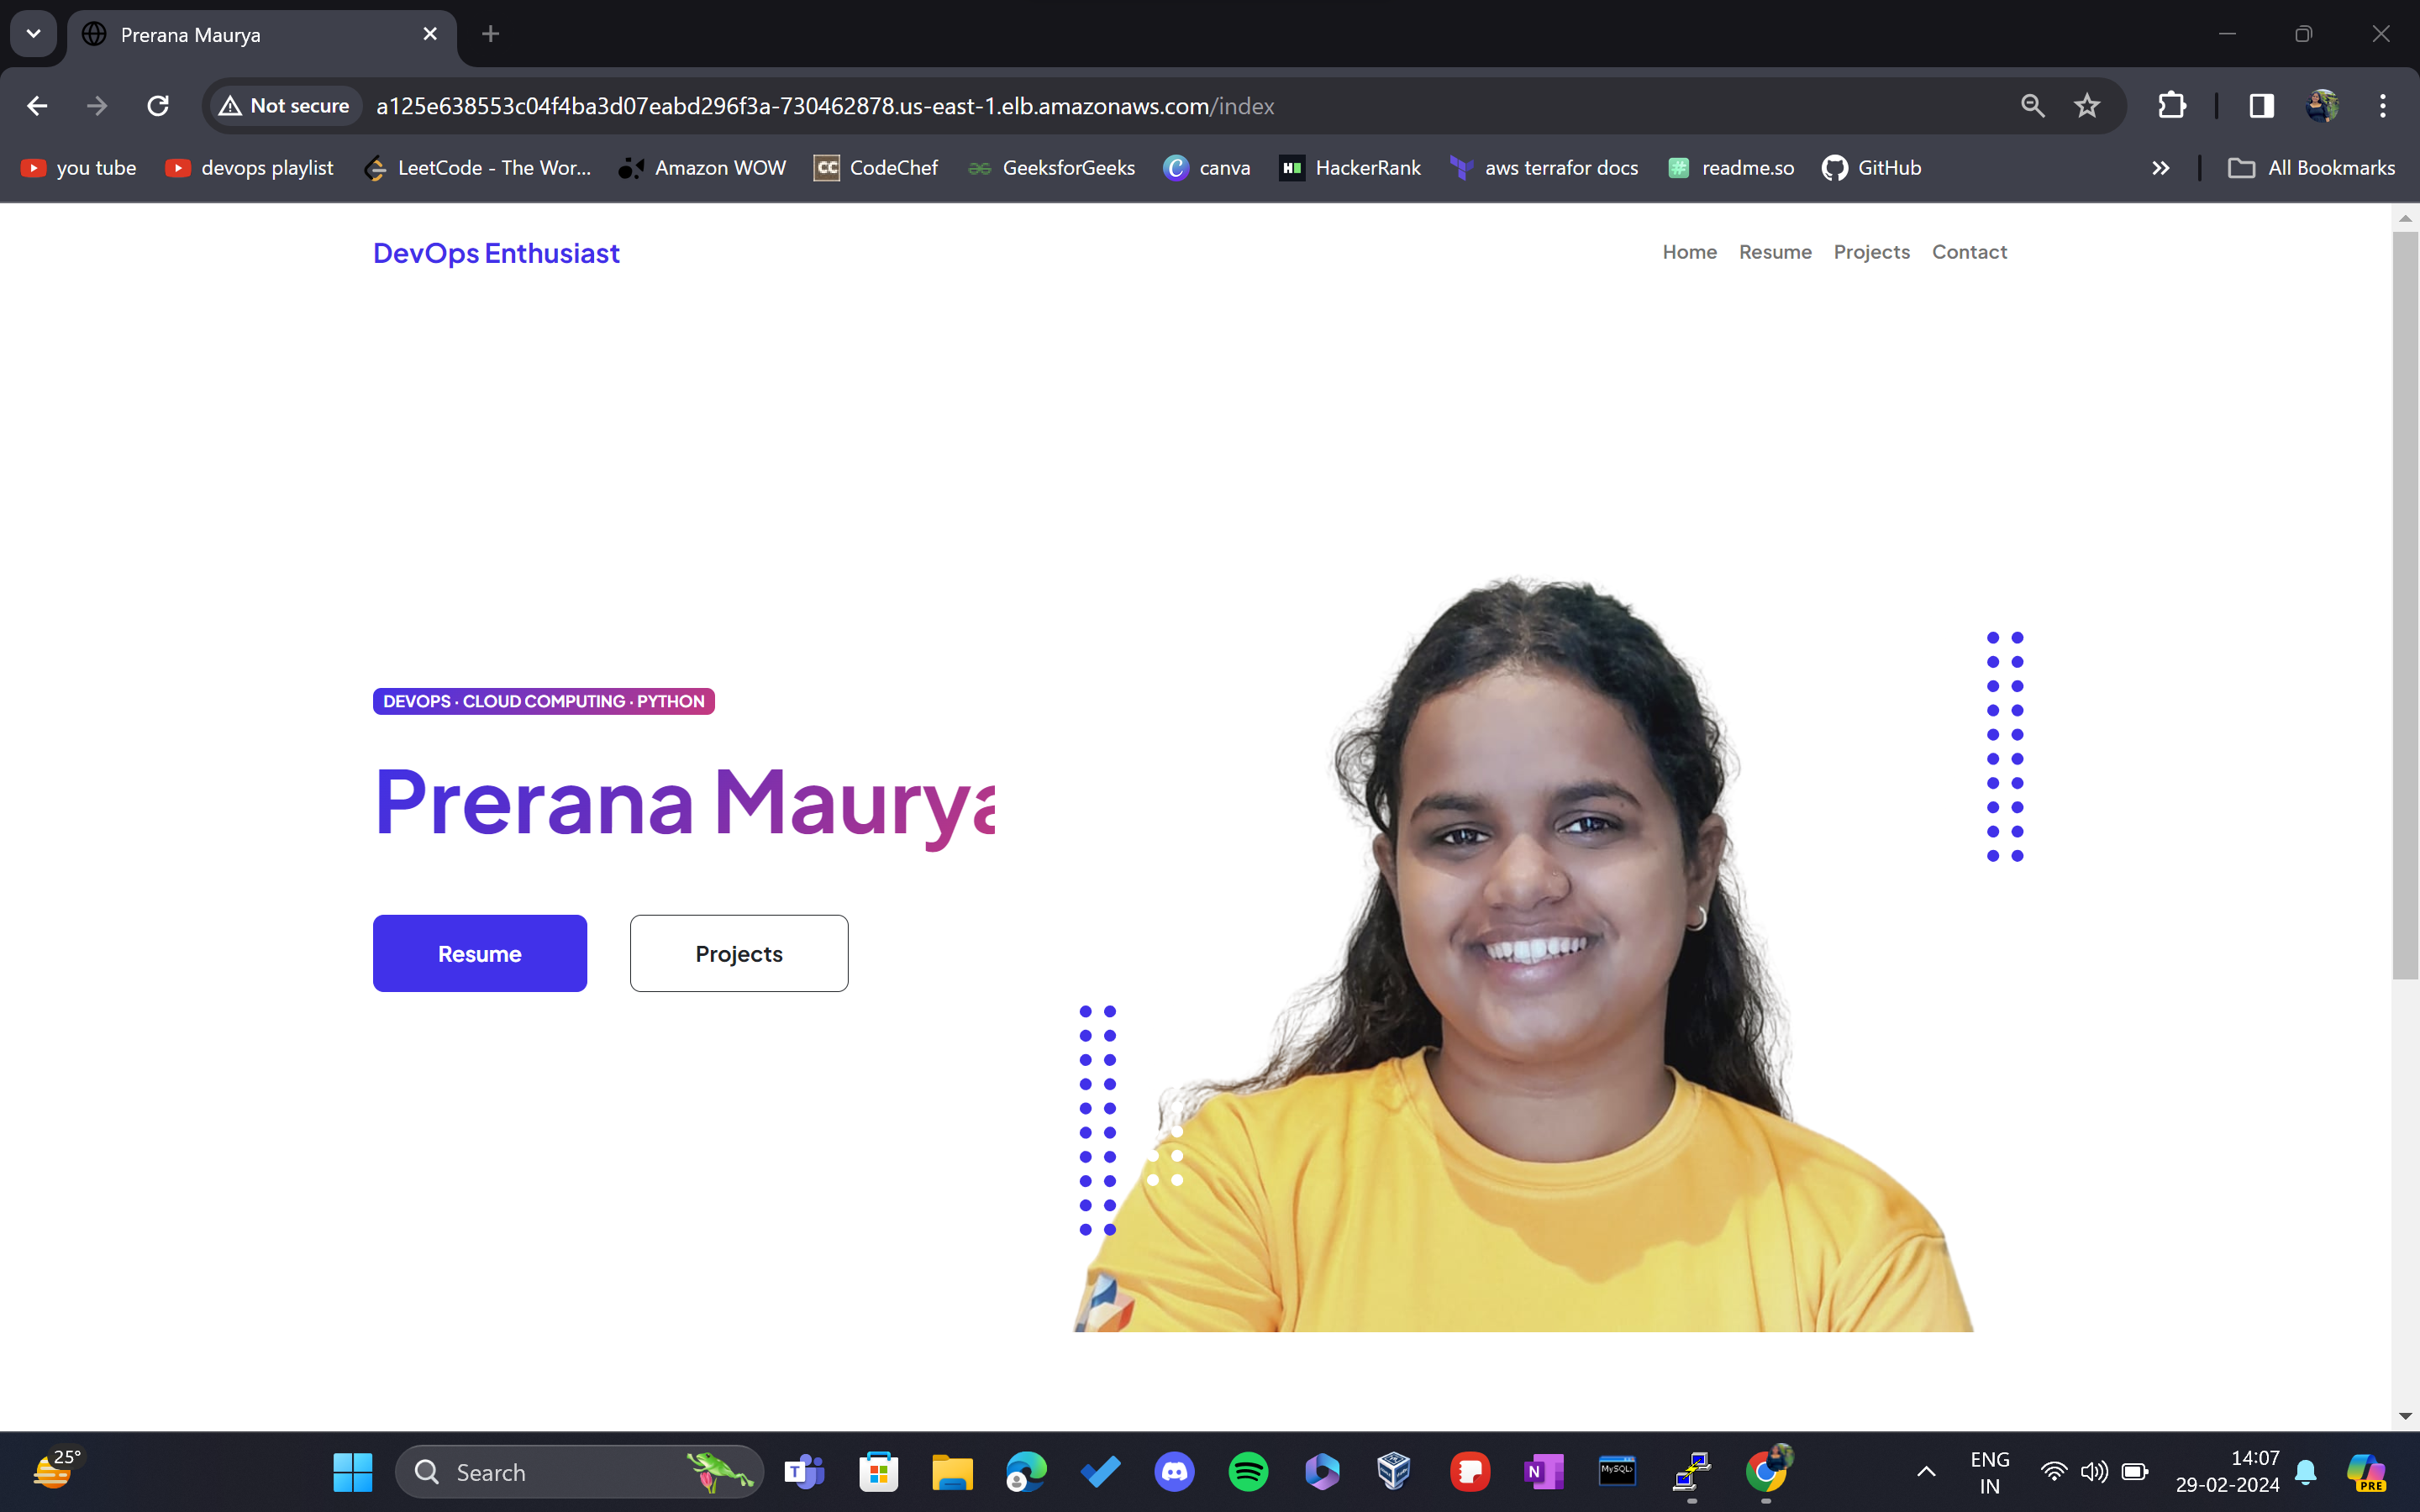 Prerana Maurya
Not secure
a125e638553c04f4ba3d07eabd296f3a-730462878.us-east-1.elb.amazonaws.com/index
you tube
devops playlist
LeetCode - The Wor...
Amazon WOW
CC CodeChef
GeeksforGeeks
canva
HackerRank
aws terrafor docs
readme.so
GitHub
All Bookmarks
DevOps Enthusiast
Home Resume Projects Contact
DEVOPS · CLOUD COMPUTING · PYTHON
Prerana Maurya
Resume
Projects
25°
Search
MySQL
ENG
IN
14:07
29-02-2024
PRE